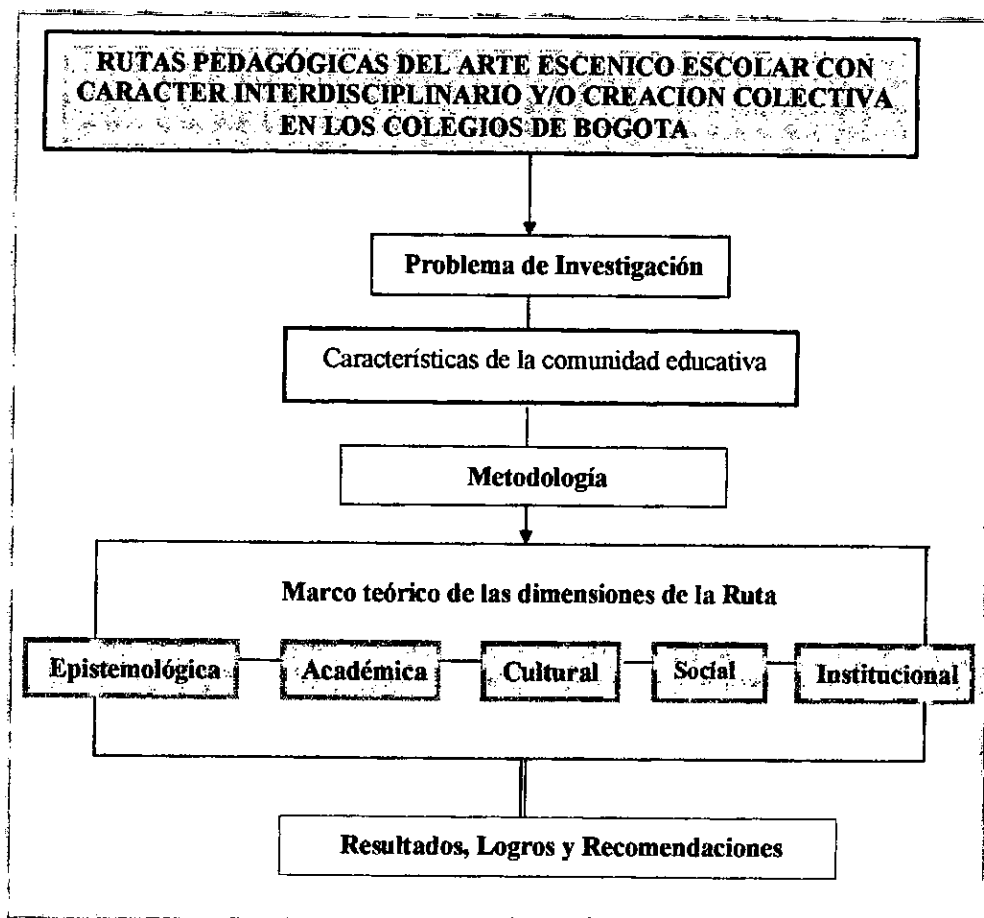 RUTAS PEDAGÓGICAS DEL ARTE ESCENICO ESCOLAR CON
CARACTER INTERDISCIPLINARIO Y/O CREACION COLECTIVA
EN LOS COLEGIOS DE BOGOTA
Problema de Investigación
Características de la comunidad educativa
Metodología
Marco teórico de las dimensiones de la Ruta
Epistemológica Académica Cultural Social Institucional
Resultados, Logros y Recomendaciones